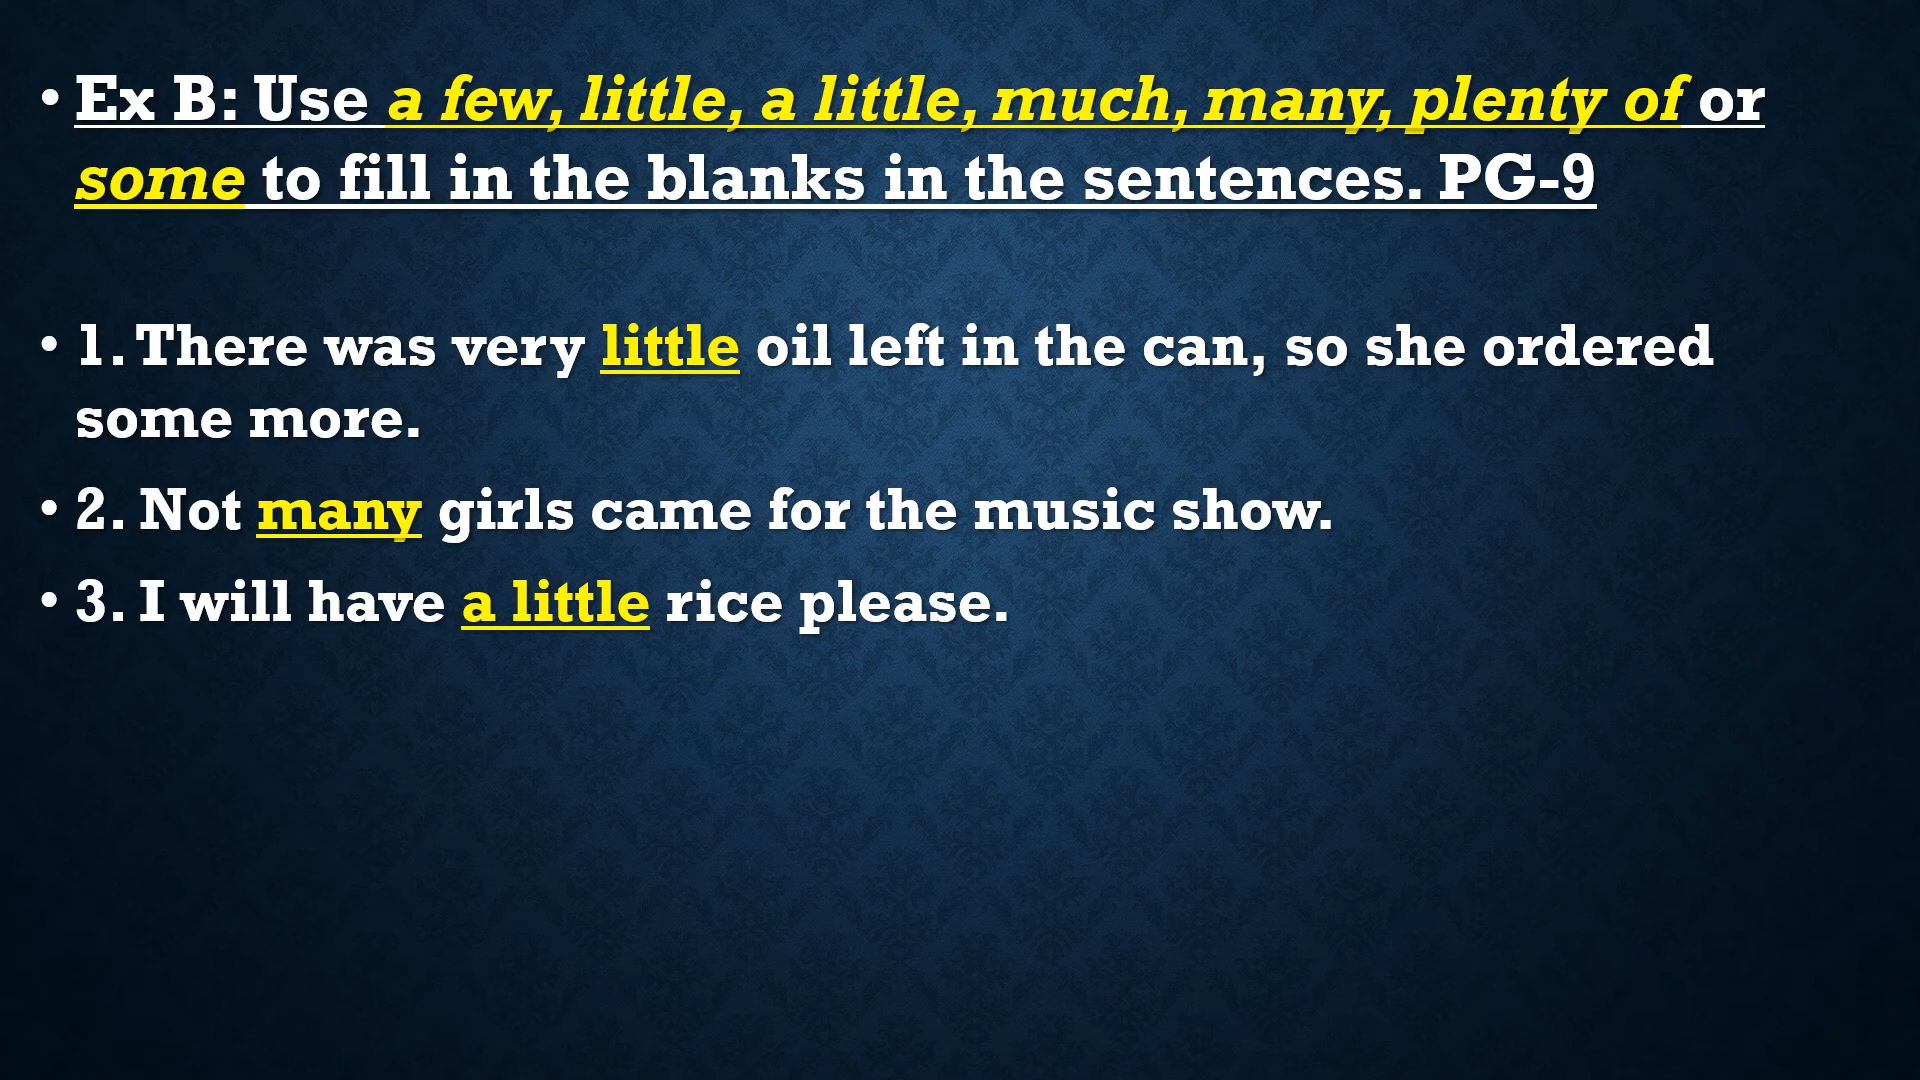 • Ex B: Use a few, little, a little, much, many, plenty of or
some to fill in the blanks in the sentences. PG-9
• 1. There was very little oil left in the can, so she ordered
some more.
• 2. Not many girls came for the music show.
• 3. I will have a little rice please.